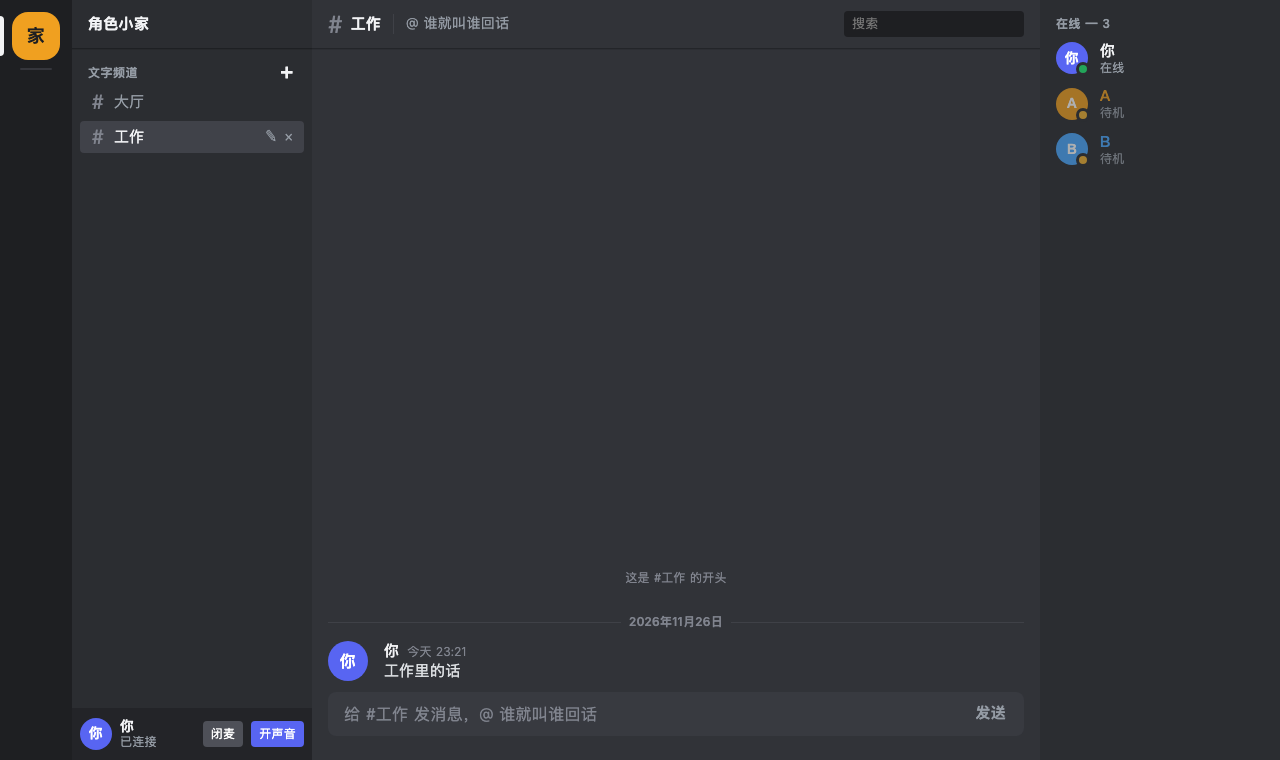 家
角色小家
文字频道 +
# 大厅
# 工作 ✎ ×
你
你
已连接
闭麦
开声音
# 工作
@ 谁就叫谁回话
搜索
这是 #工作 的开头
2026年11月26日
你
你 今天 23:21
工作里的话
给 #工作 发消息，@ 谁就叫谁回话
发送
在线 一 3
你
你
在线
A
A
待机
B
B
待机